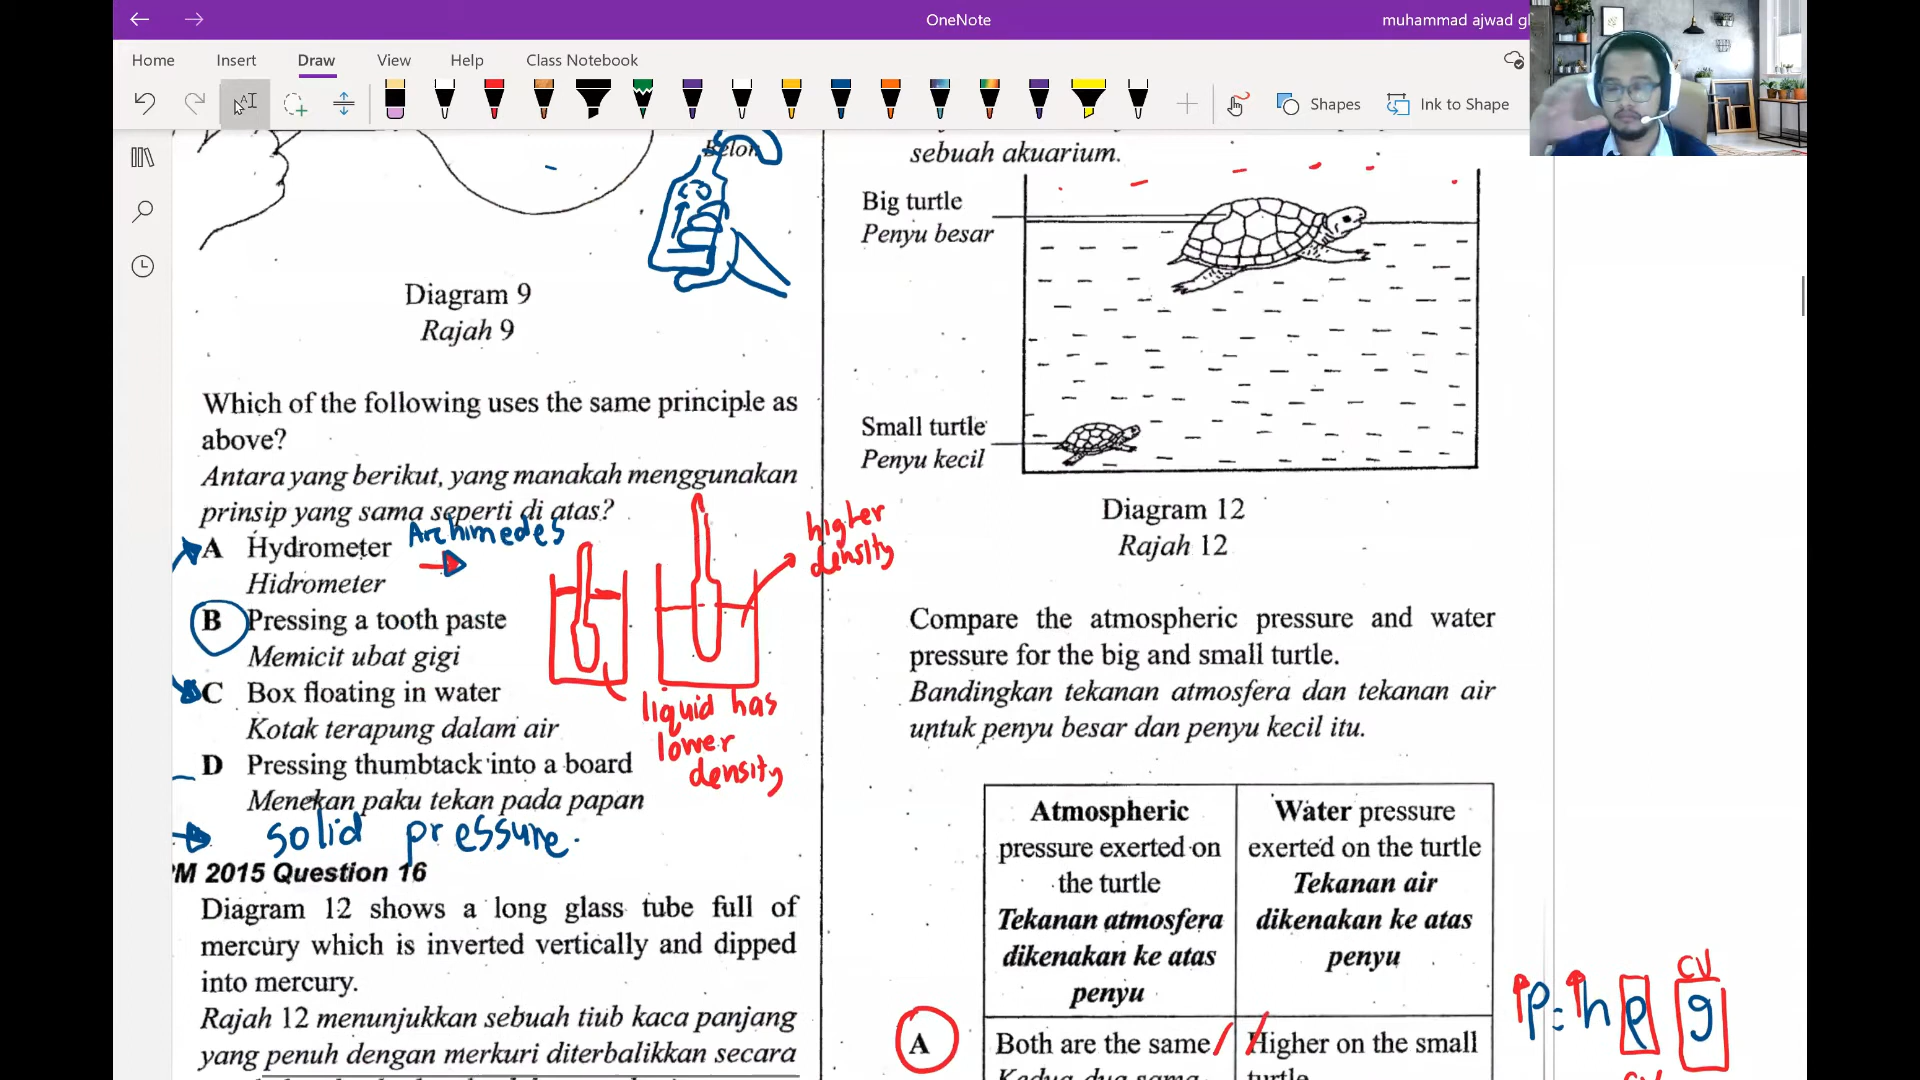 OneNote
muhammad ajwad
Home
Insert
Draw
View
Help
Class Notebook
Shapes
Ink to Shape
Diagram 9
Rajah 9
Which of the following uses the same principle as
above?
Antara yang berikut, yang manakah menggunakan
prinsip yang sama seperti di atas?
Archimedes
A Hydrometer
Hidrometer
B Pressing a tooth paste
Memicit ubat gigi
C Box floating in water
Kotak terapung dalam air
D Pressing thumbtack into a board
Menekan paku tekan pada papan
higher
density
liquid has
lower
density
solid pressure.
M 2015 Question 16
Diagram 12 shows a long glass tube full of
mercury which is inverted vertically and dipped
into mercury.
Rajah 12 menunjukkan sebuah tiub kaca panjang
yang penuh dengan merkuri diterbalikkan secara
sebuah akuarium.
Big turtle
Penyu besar
Small turtle
Penyu kecil
Diagram 12
Rajah 12
Compare the atmospheric pressure and water
pressure for the big and small turtle.
Bandingkan tekanan atmosfera dan tekanan air
untuk penyu besar dan penyu kecil itu.
Atmospheric
pressure exerted on
the turtle
Tekanan atmosfera
dikenakan ke atas
penyu
Water pressure
exerted on the turtle
Tekanan air
dikenakan ke atas
penyu
A
Both are the same
Higher on the small
turtle
cv
↑P = ↑h ρ g